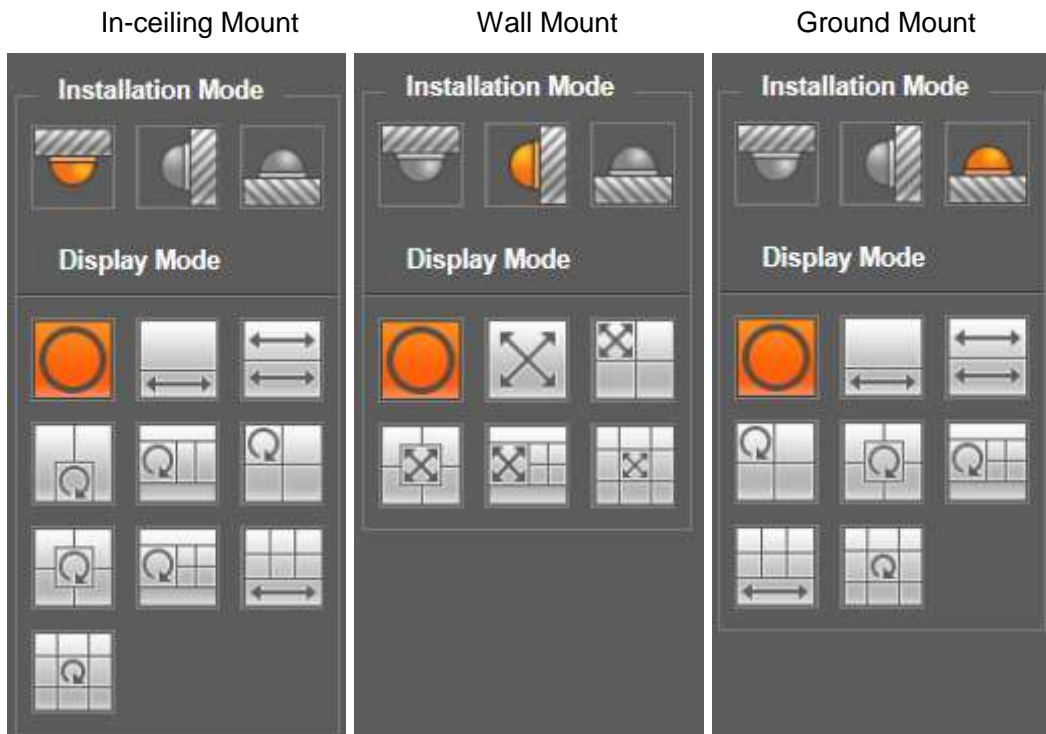 In-ceiling Mount
Wall Mount
Ground Mount
Installation Mode
Installation Mode
Installation Mode
Display Mode
Display Mode
Display Mode